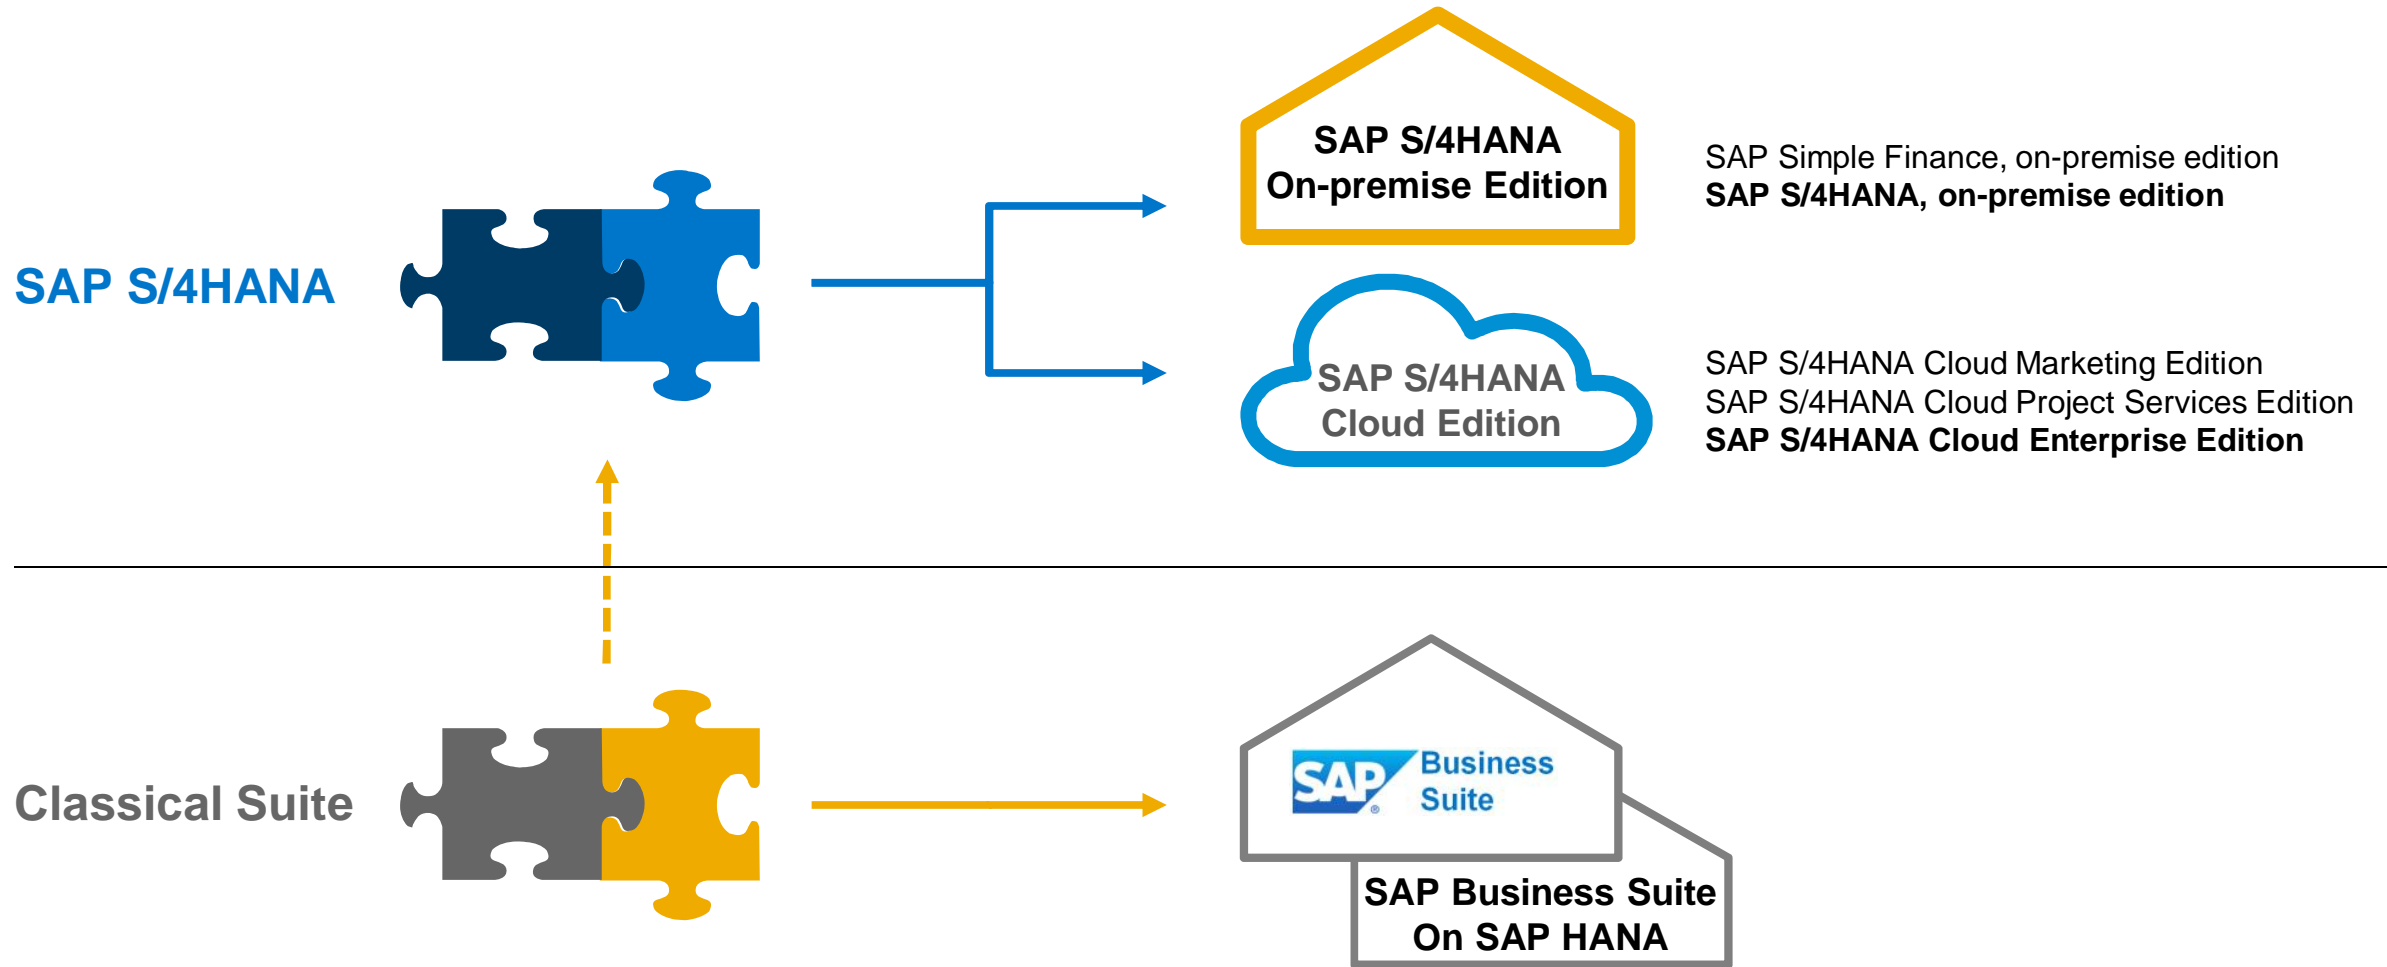 SAP S/4HANA
SAP S/4HANA
On-premise Edition
SAP Simple Finance, on-premise edition
SAP S/4HANA, on-premise edition
SAP S/4HANA
Cloud Edition
SAP S/4HANA Cloud Marketing Edition
SAP S/4HANA Cloud Project Services Edition
SAP S/4HANA Cloud Enterprise Edition
Classical Suite
SAP® Business
Suite
SAP Business Suite
On SAP HANA